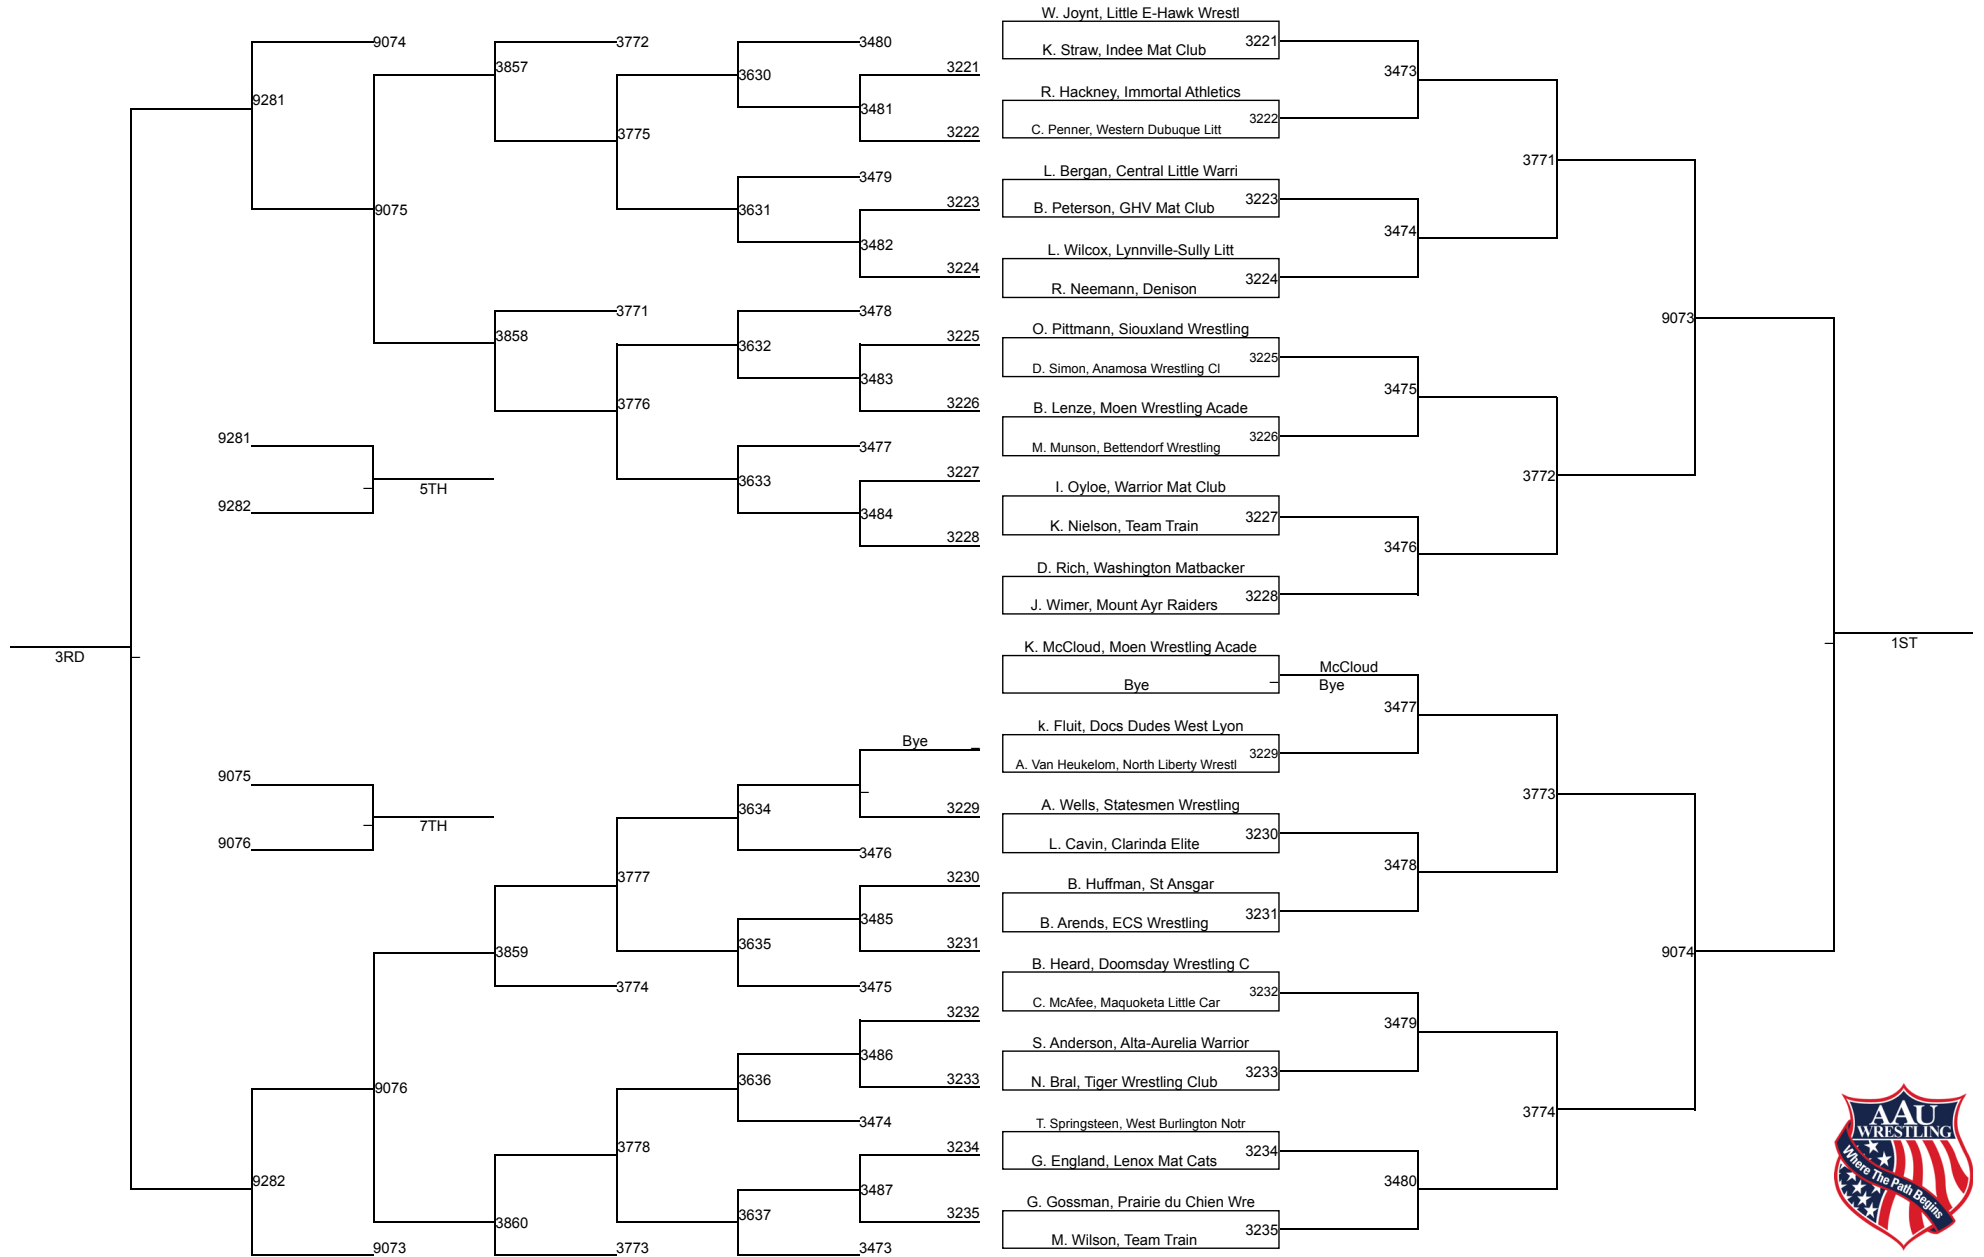 W. Joynt, Little E-Hawk Wrestl
9074 3772 3480 3221
K. Straw, Indee Mat Club
3857 3630 3221 3473
9281 R. Hackney, Immortal Athletics
3481 3222
3775 3222 C. Penner, Western Dubuque Litt
3771
L. Bergan, Central Little Warri
3479
3223 3223
9075 3631 B. Peterson, GHV Mat Club
3474
3482 L. Wilcox, Lynnville-Sully Litt
3224 3224
R. Neemann, Denison
3771 3478 9073
O. Pittmann, Siouxland Wrestling
3858 3632 3225 3225
D. Simon, Anamosa Wrestling Cl
3483 3475
3776 3226 B. Lenze, Moen Wrestling Acade
9281 3226
3477 M. Munson, Bettendorf Wrestling
3227 3772
5TH 3633 I. Oyloe, Warrior Mat Club
9282 3484 3227
K. Nielson, Team Train
3228 3476
D. Rich, Washington Matbacker
3228
J. Wimer, Mount Ayr Raiders
K. McCloud, Moen Wrestling Acade
3RD 1ST
McCloud
Bye Bye
3477
k. Fluit, Docs Dudes West Lyon
Bye 3229
A. Van Heukelom, North Liberty Wrestl
9075
3773
3634 3229 A. Wells, Statesmen Wrestling
7TH 3230
9076 3476 L. Cavin, Clarinda Elite
3478
3777 3230 B. Huffman, St Ansgar
3485 3231
B. Arends, ECS Wrestling
3859 3635 3231 9074
B. Heard, Doomsday Wrestling C
3774 3475 3232
C. McAfee, Maquoketa Little Car
3232 3479
S. Anderson, Alta-Aurelia Warrior
3486 3233
9076 3636 3233 N. Bral, Tiger Wrestling Club
3774
3474 T. Springsteen, West Burlington Notr
AAU
WRESTLING
Where The Path Begins
3778 3234 3234
G. England, Lenox Mat Cats
9282 3487 3480
G. Gossman, Prairie du Chien Wre
3860 3637 3235 3235
M. Wilson, Team Train
9073 3773 3473